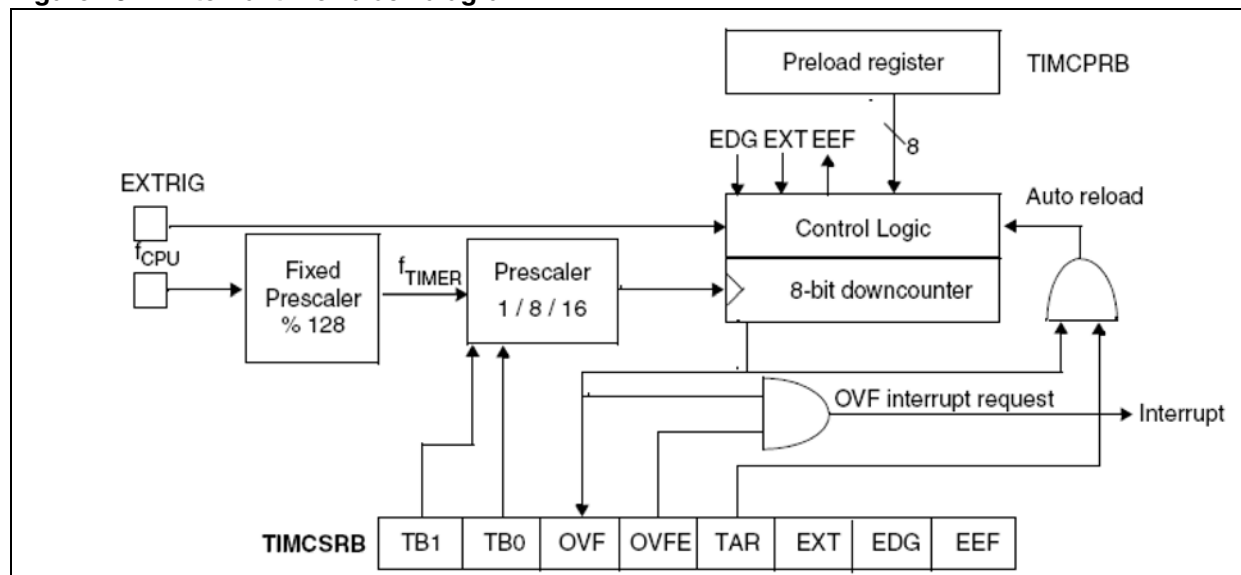 Preload register
TIMCPRB
8
EDG EXT EEF
EXTRIG
Auto reload
Control Logic
fCPU
Fixed
Prescaler
% 128
fTIMER
Prescaler
1 / 8 / 16
8-bit downcounter
OVF interrupt request
Interrupt
TIMCSRB TB1 TB0 OVF OVFE TAR EXT EDG EEF